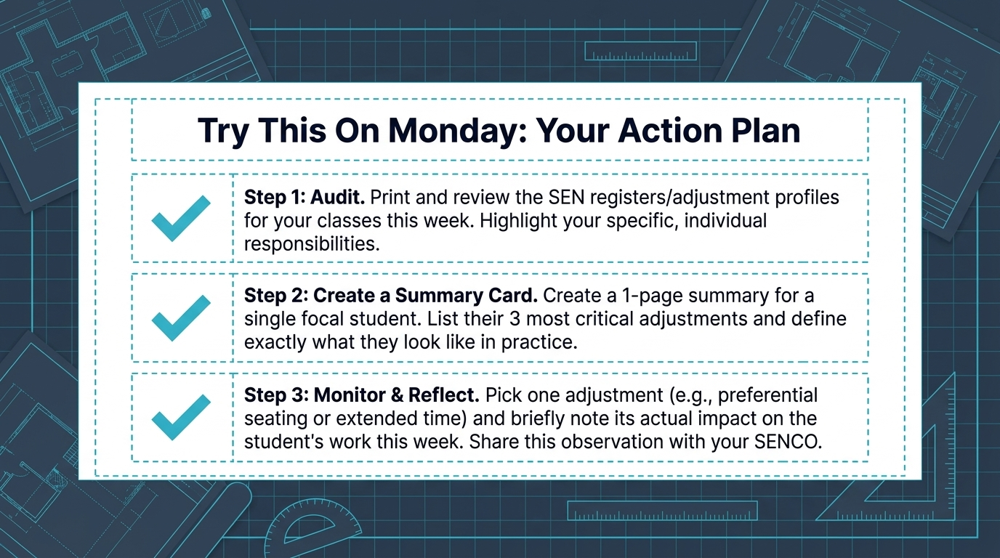 Try This On Monday: Your Action Plan
Step 1: Audit. Print and review the SEN registers/adjustment profiles
for your classes this week. Highlight your specific, individual
responsibilities.
Step 2: Create a Summary Card. Create a 1-page summary for a
single focal student. List their 3 most critical adjustments and define
exactly what they look like in practice.
Step 3: Monitor & Reflect. Pick one adjustment (e.g., preferential
seating or extended time) and briefly note its actual impact on the
student's work this week. Share this observation with your SENCO.